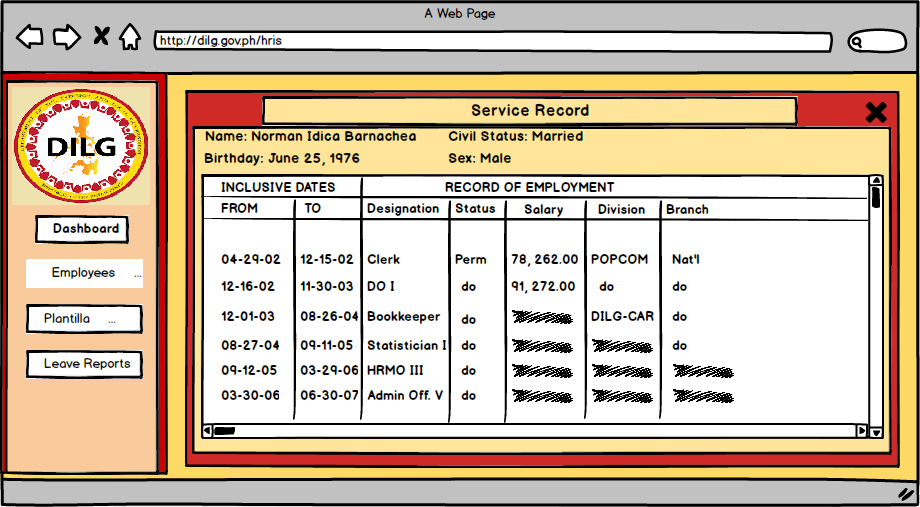 A Web Page
http://dilg.gov.ph/hris
DILG
Dashboard
Employees ...
Plantilla ...
Leave Reports
Service Record
Name: Norman Idica Barnachea Civil Status: Married
Birthday: June 25, 1976 Sex: Male
INCLUSIVE DATES RECORD OF EMPLOYMENT
FROM TO Designation Status Salary Division Branch
04-29-02 12-15-02 Clerk Perm 78, 262.00 POPCOM Nat'l
12-16-02 11-30-03 DO I do 91, 272.00 do do
12-01-03 08-26-04 Bookkeeper do DILG-CAR do
08-27-04 09-11-05 Statistician I do do
09-12-05 03-29-06 HRMO III do
03-30-06 06-30-07 Admin Off. V do